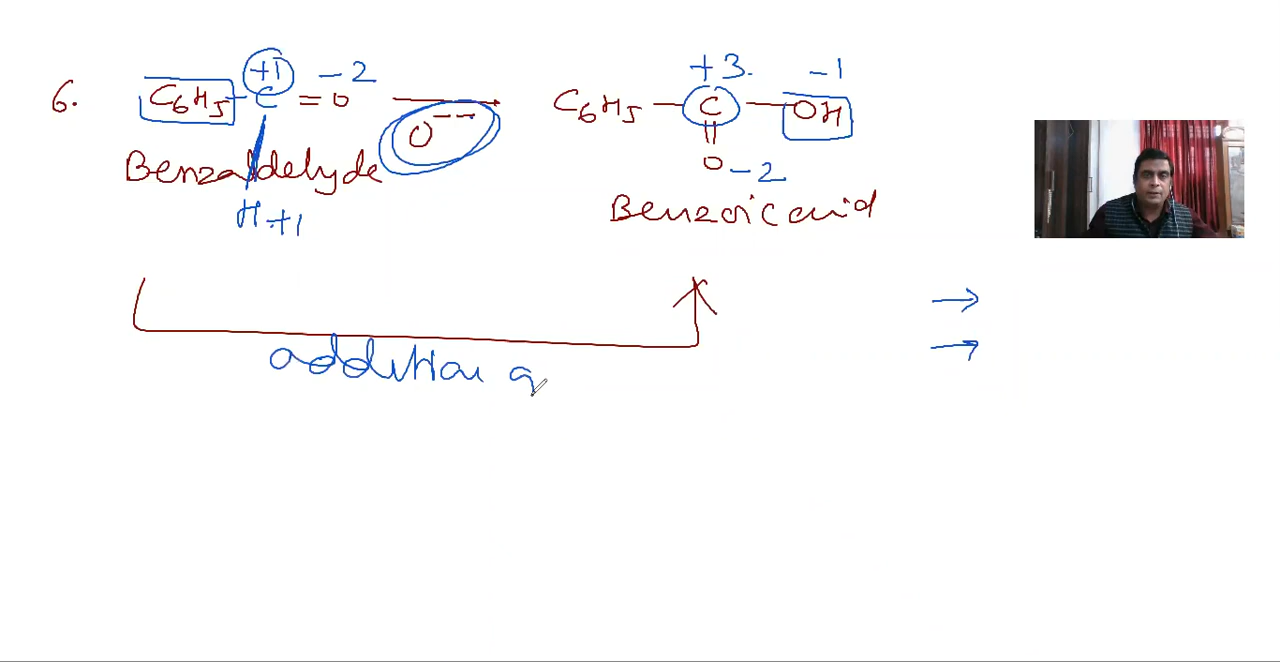 +1 -2 +3. -1
6. C6H5-C=O → C6H5-C-OH
O--
O-2
Benzaldehyde
H+1 Benzoic acid
→
→
addition o